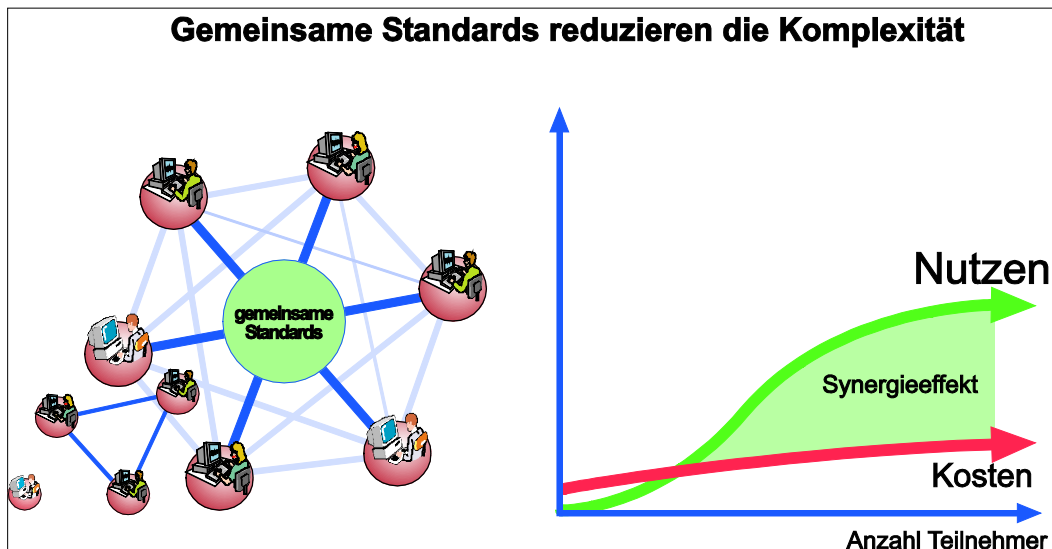 Gemeinsame Standards reduzieren die Komplexität
gemeinsame
Standards
Nutzen
Synergieeffekt
Kosten
Anzahl Teilnehmer